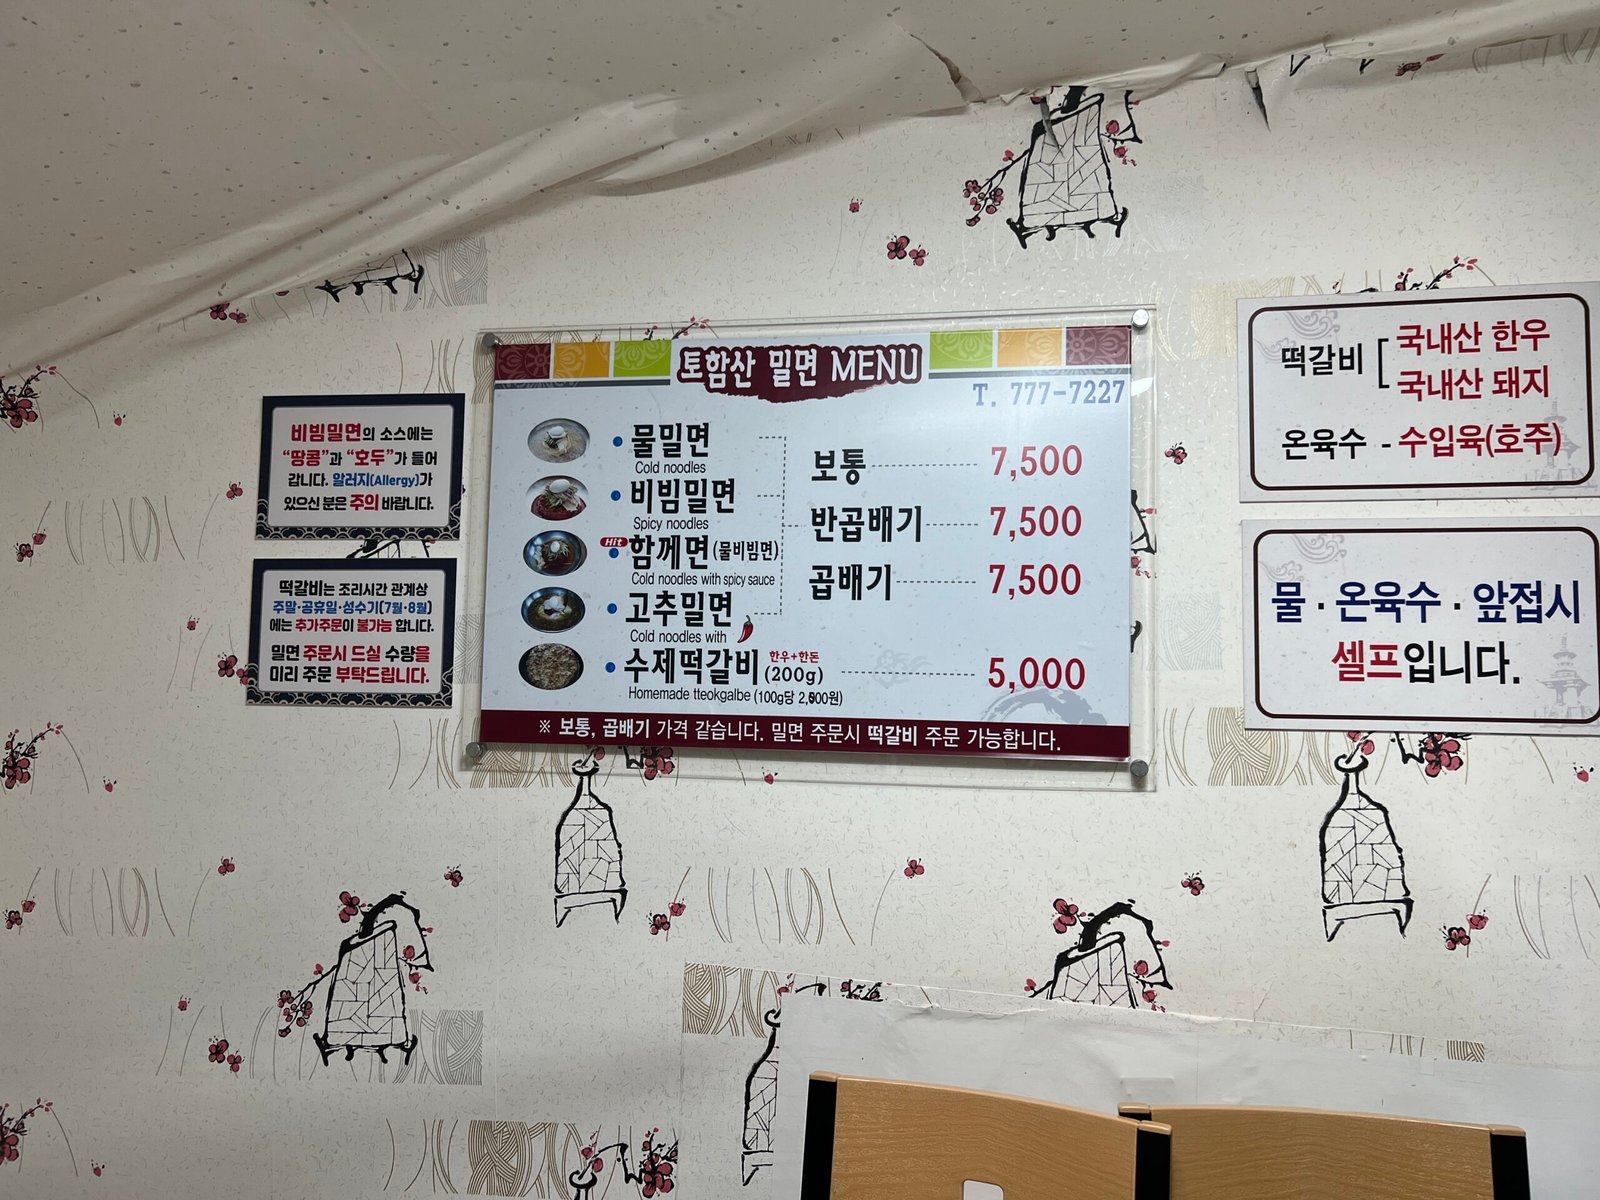 비빔밀면의 소스에는
“땅콩”과 “호두”가 들어
갑니다. 알러지(Allergy)가
있으신 분은 주의 바랍니다.
떡갈비는 조리시간 관계상
주말·공휴일·성수기(7월·8월)
에는 추가주문이 불가능 합니다.
밀면 주문시 드실 수량을
미리 주문 부탁드립니다.
토함산 밀면 MENU
T. 777-7227
물밀면
Cold noodles
비빔밀면
Spicy noodles
Hit 함께면(물비빔면)
Cold noodles with spicy sauce
고추밀면
Cold noodles with
보통 7,500
반곱배기 7,500
곱배기 7,500
수제떡갈비 한우+한돈 (200g) 5,000
Homemade tteokgalbe (100g당 2,500원)
※ 보통, 곱배기 가격 같습니다. 밀면 주문시 떡갈비 주문 가능합니다.
떡갈비 [ 국내산 한우
국내산 돼지
온육수 - 수입육(호주)
물 · 온육수 · 앞접시
셀프입니다.